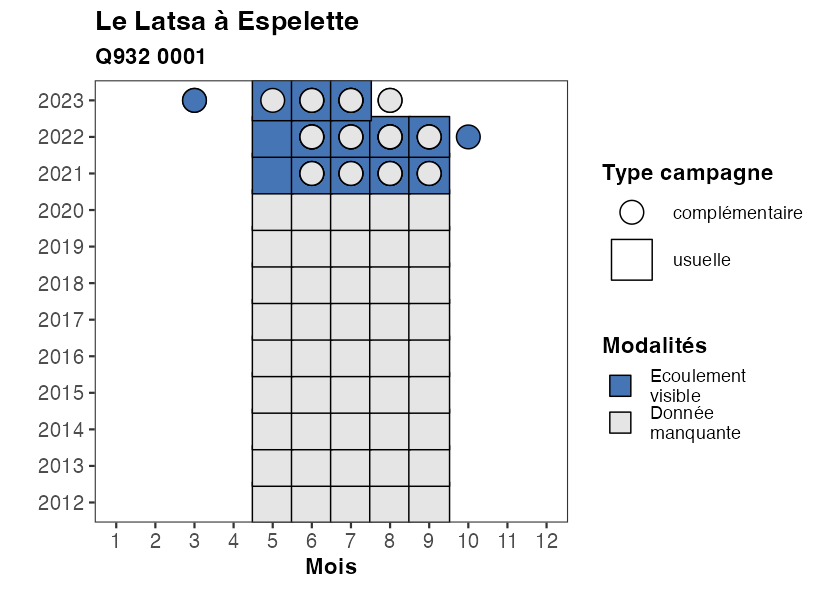 Le Latsa à Espelette
Q932 0001
2023
2022
2021
2020
2019
2018
2017
2016
2015
2014
2013
2012
1 2 3 4 5 6 7 8 9 10 11 12
Mois
Type campagne
complémentaire
usuelle
Modalités
Ecoulement
visible
Donnée
manquante